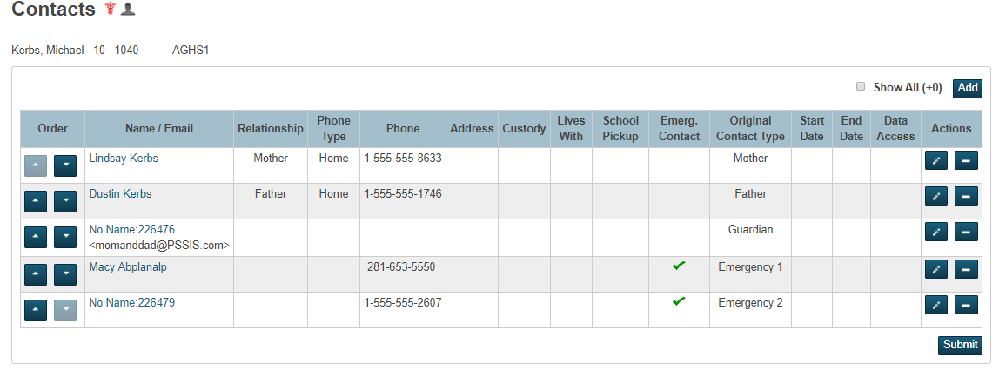 Contacts
Kerbs, Michael 10 1040 AGHS1
Show All (+0) Add
Order Name / Email Relationship Phone Type Phone Address Custody Lives With School Pickup Emerg. Contact Original Contact Type Start Date End Date Data Access Actions
Lindsay Kerbs Mother Home 1-555-555-8633 Mother
Dustin Kerbs Father Home 1-555-555-1746 Father
No Name:226476 Guardian
<momanddad@PSSIS.com>
Macy Abplanalp 281-653-5550 Emergency 1
No Name:226479 1-555-555-2607 Emergency 2
Submit